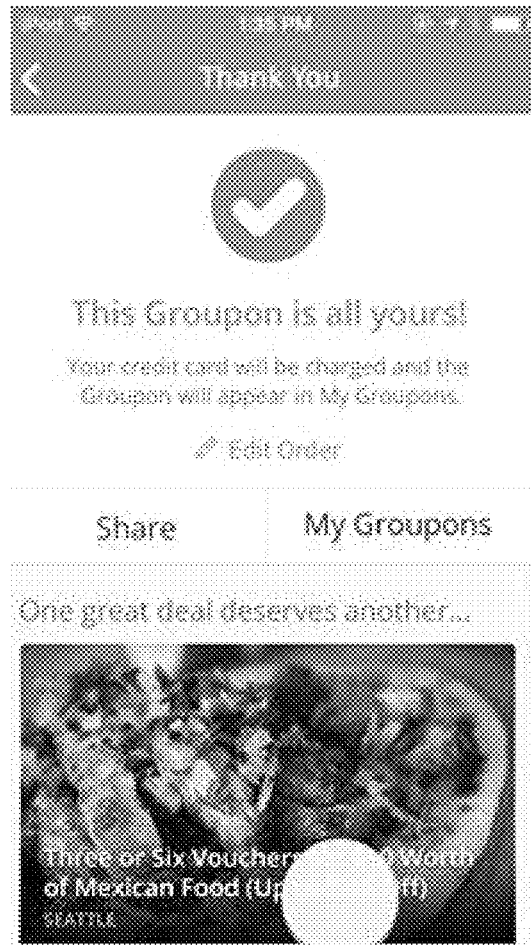 Thank You
This Groupon is all yours!
Your credit card will be charged and the
Groupon will appear in My Groupons.
Edit Order
Share
My Groupons
One great deal deserves another...
Three or Six Vouchers Worth
of Mexican Food (Up ff)
SEATTLE